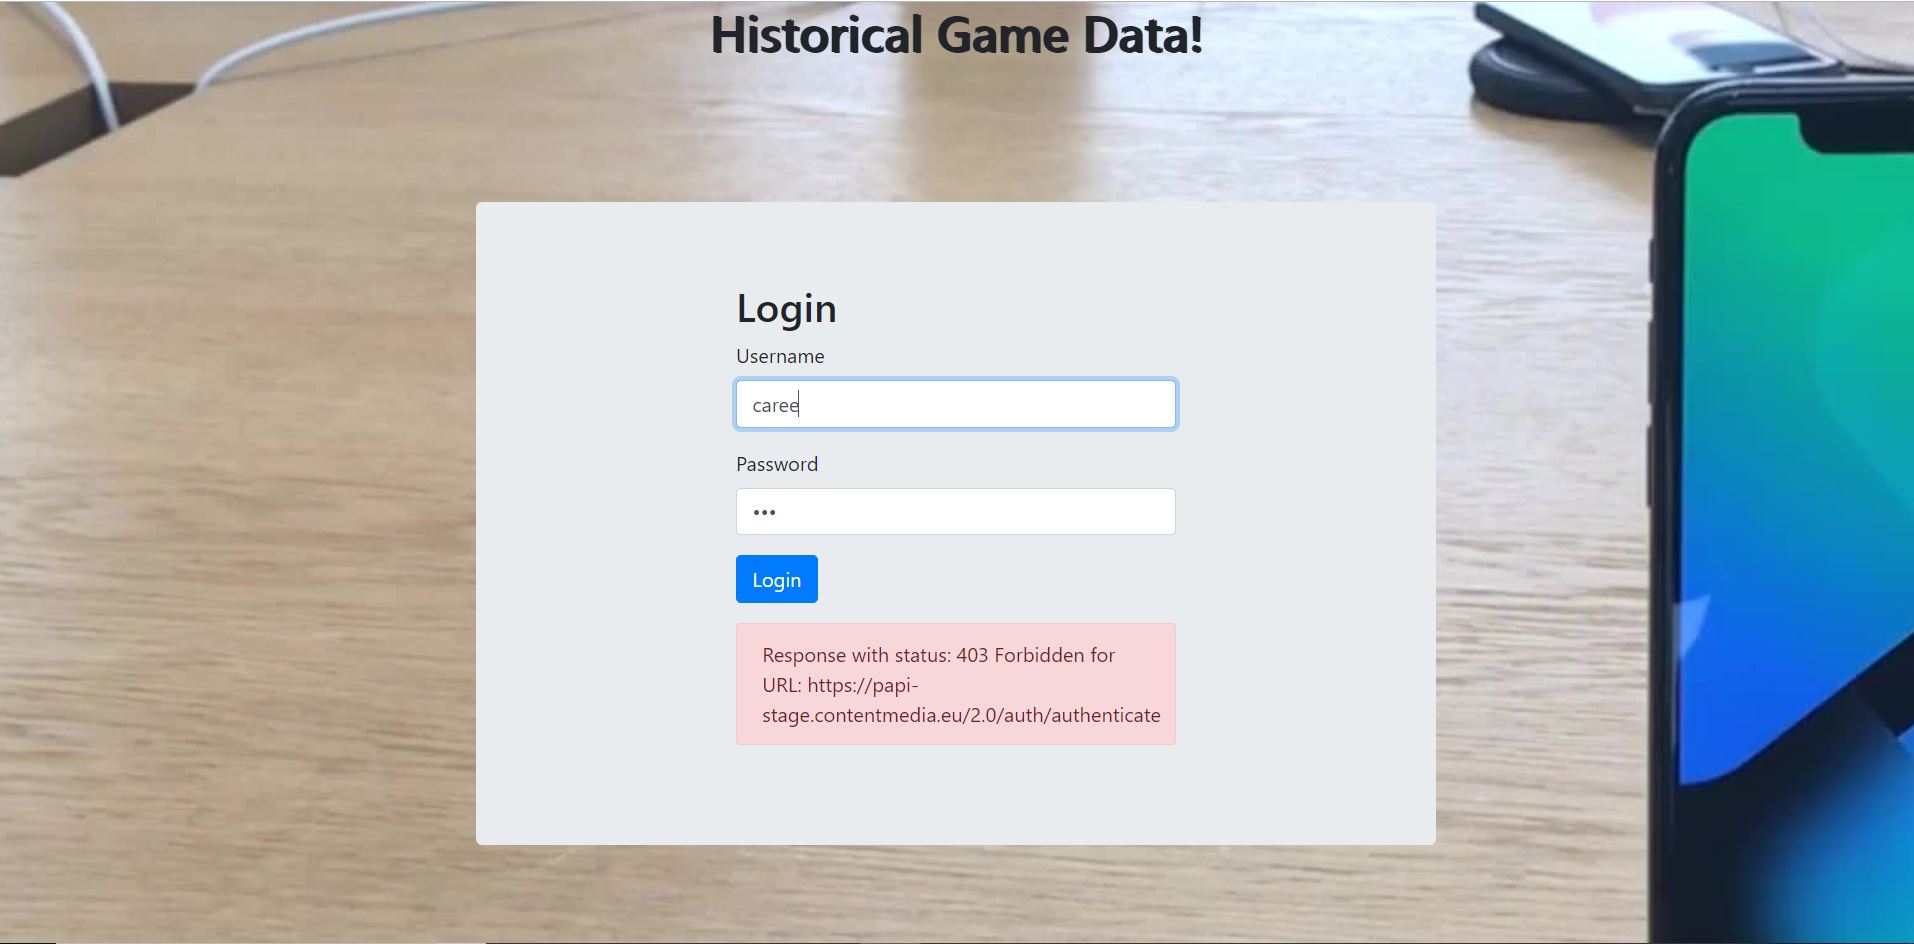 Historical Game Data!
Login
Username
caree
Password
•••
Login
Response with status: 403 Forbidden for
URL: https://papi-
stage.contentmedia.eu/2.0/auth/authenticate